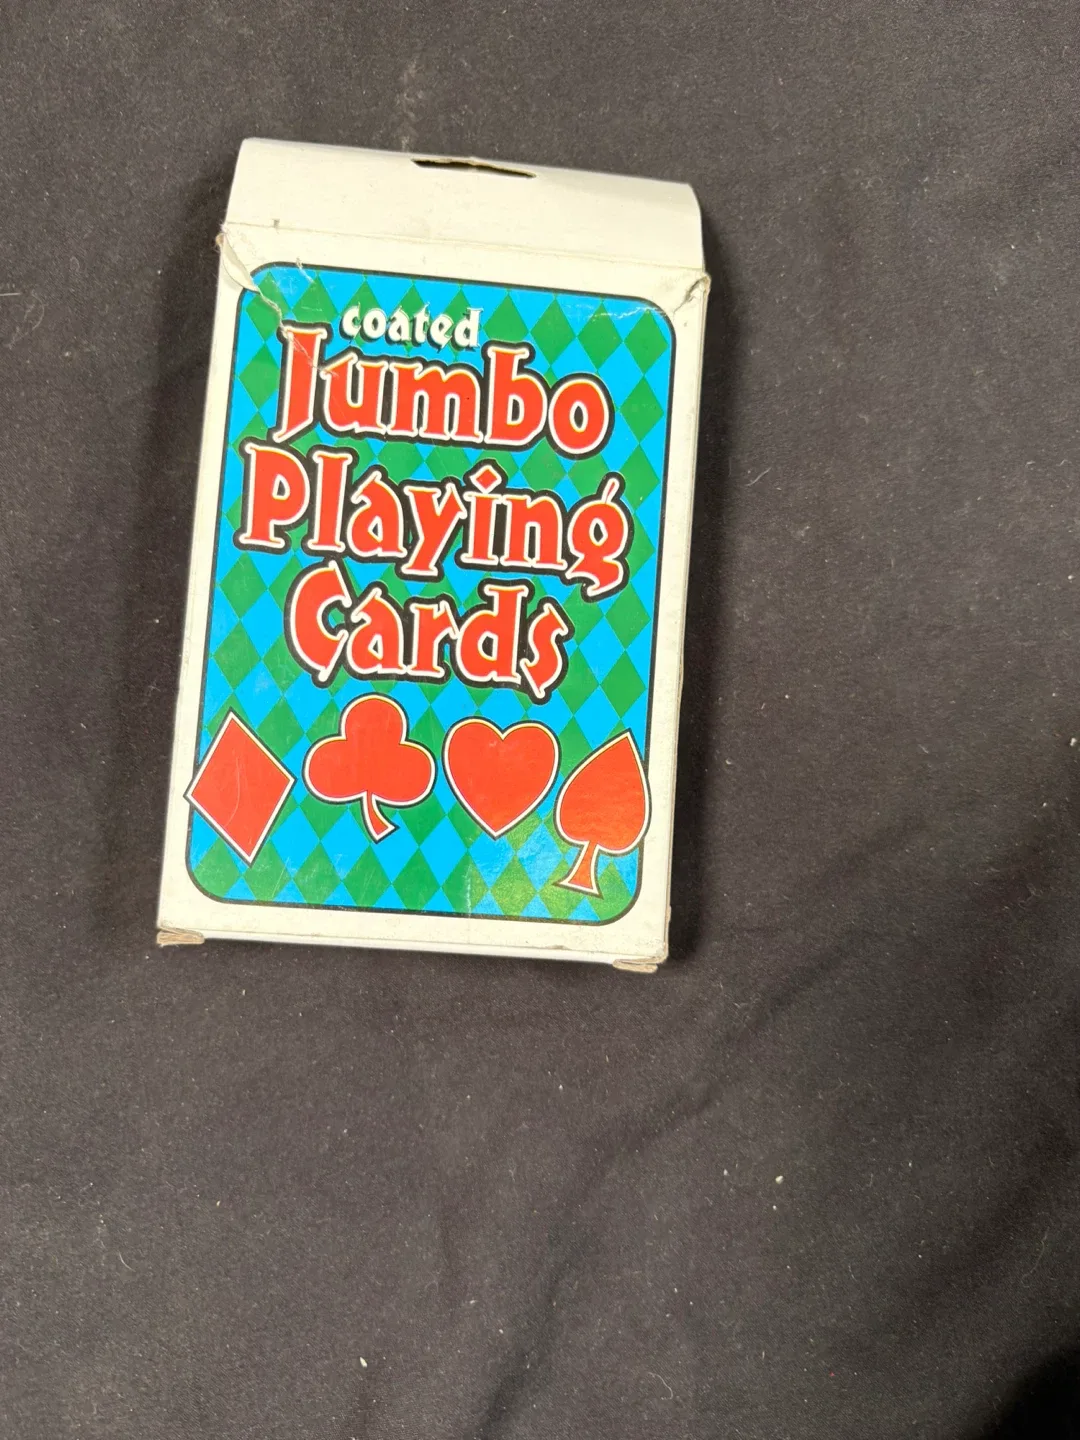 coated
Jumbo
Playing
Cards